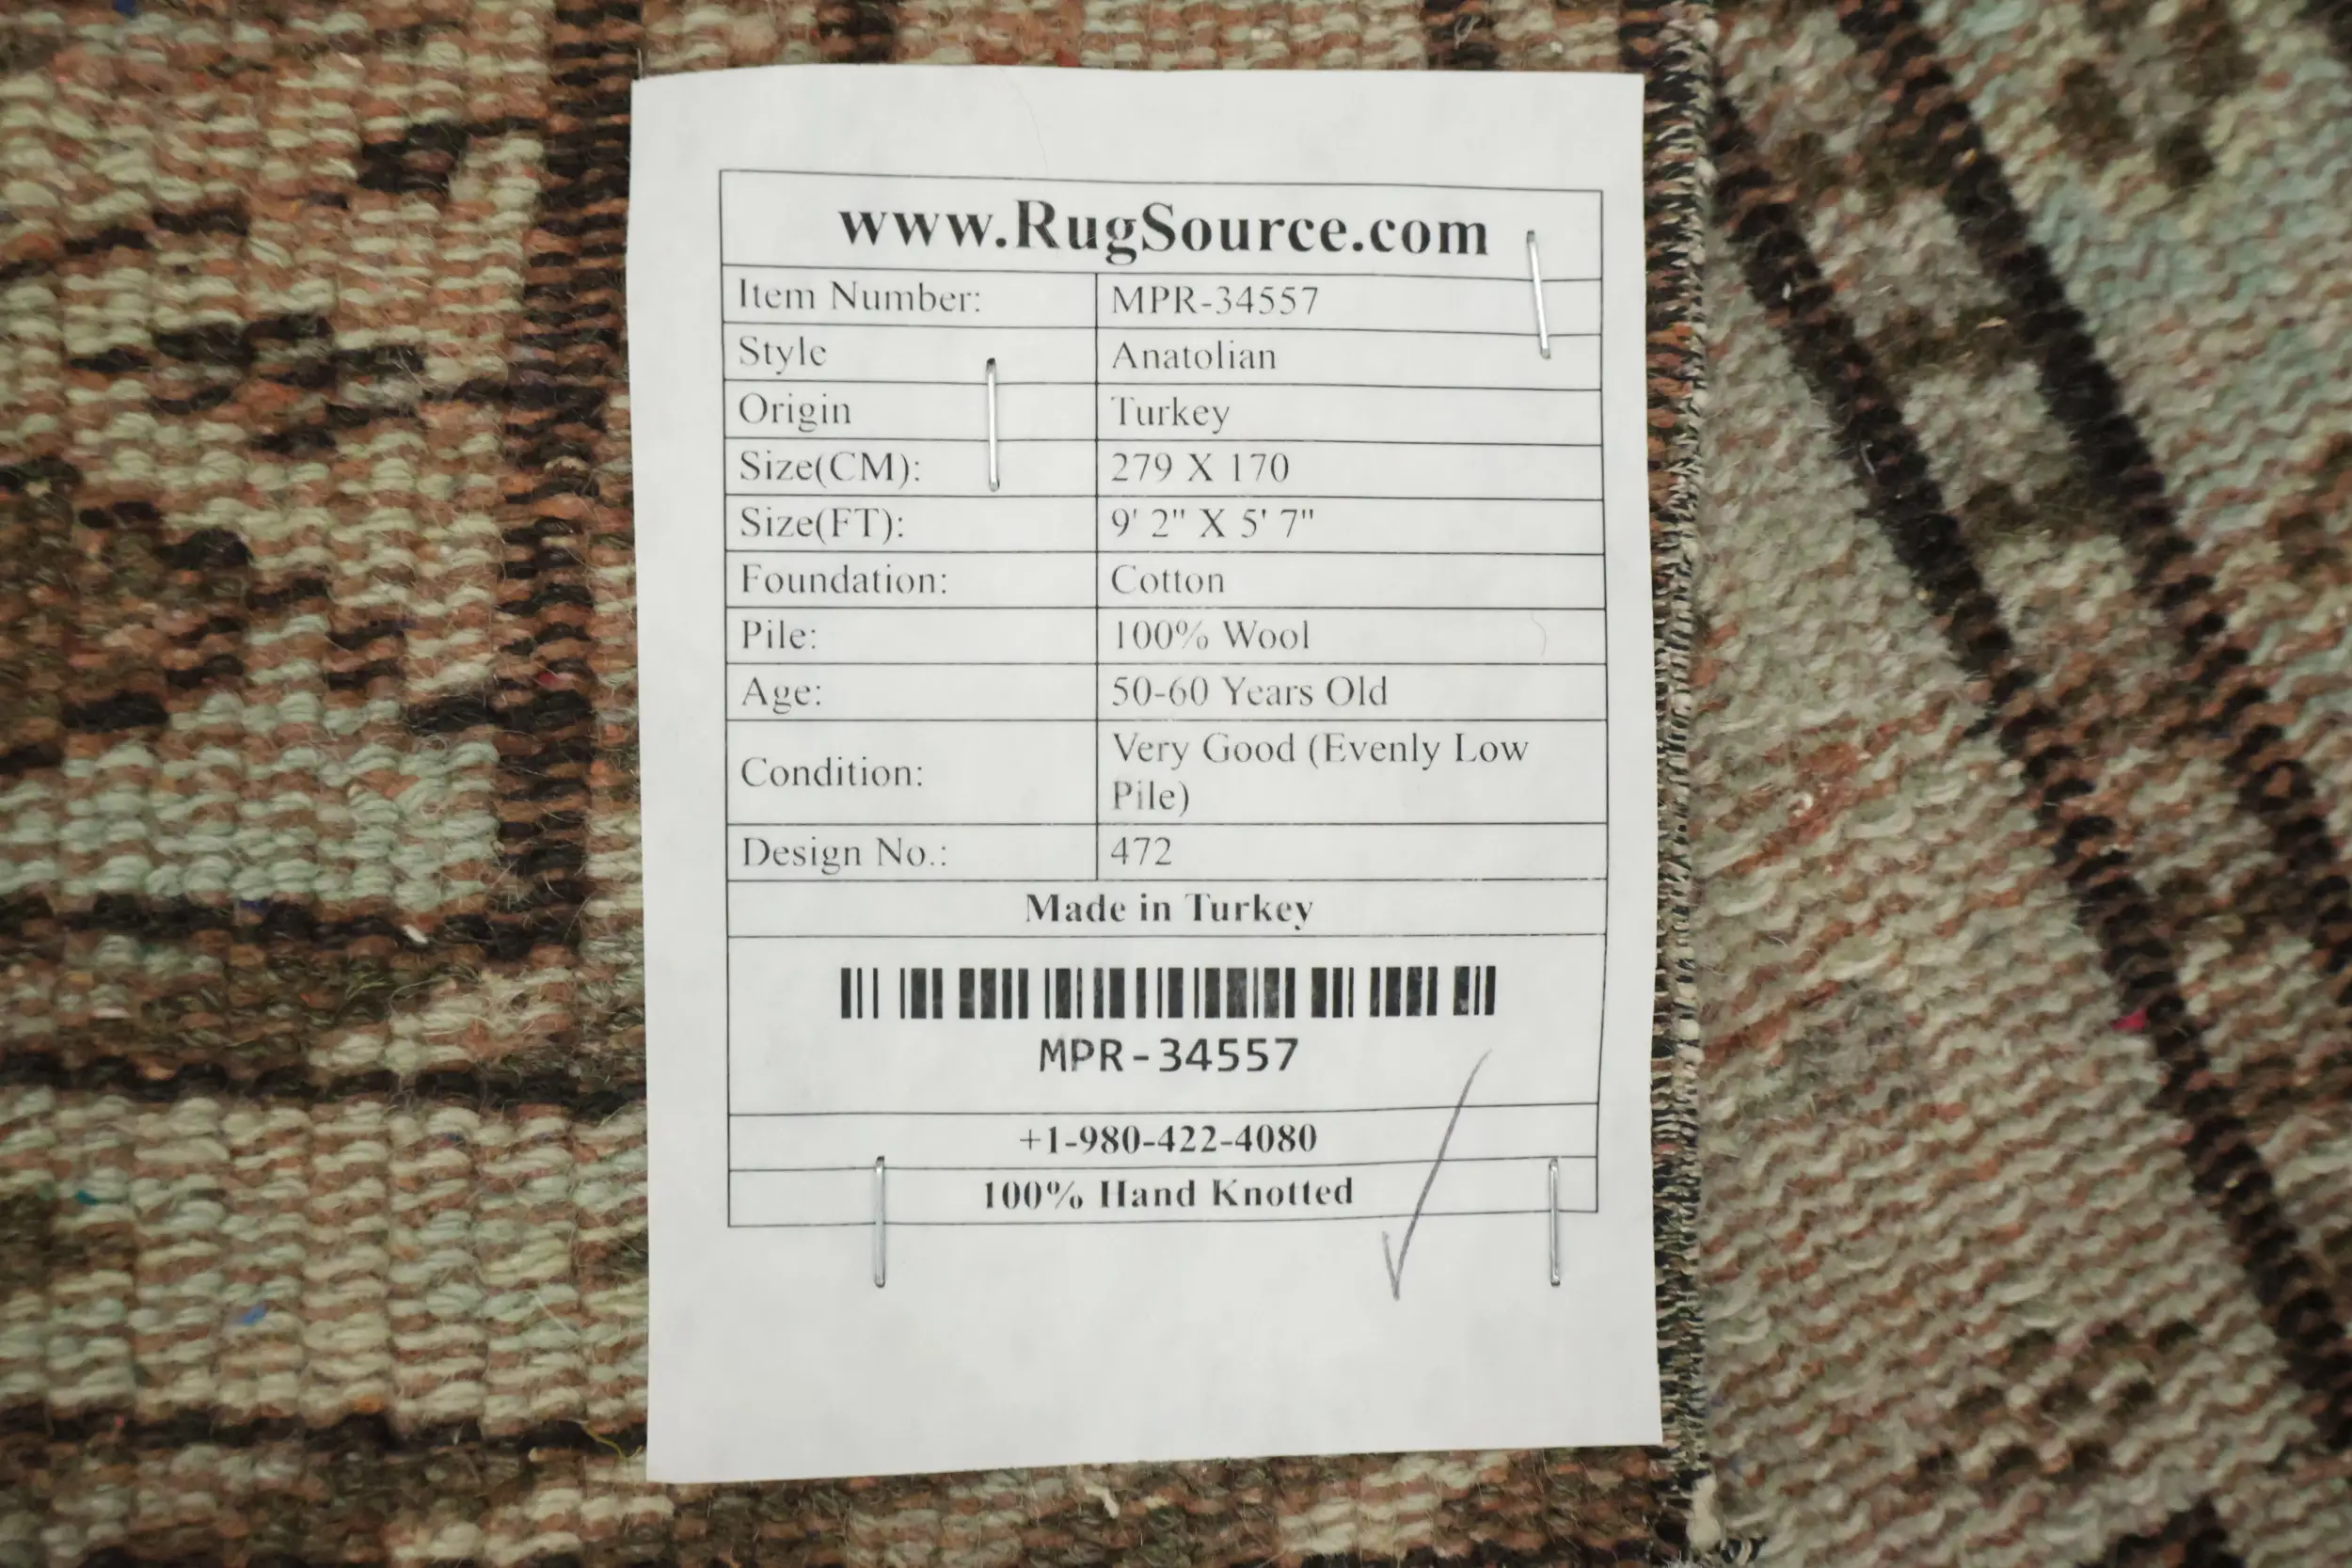 www.RugSource.com
Item Number: MPR-34557
Style Anatolian
Origin Turkey
Size(CM): 279 X 170
Size(FT): 9' 2" X 5' 7"
Foundation: Cotton
Pile: 100% Wool
Age: 50-60 Years Old
Condition: Very Good (Evenly Low
Pile)
Design No.: 472
Made in Turkey
MPR-34557
+1-980-422-4080
100% Hand Knotted